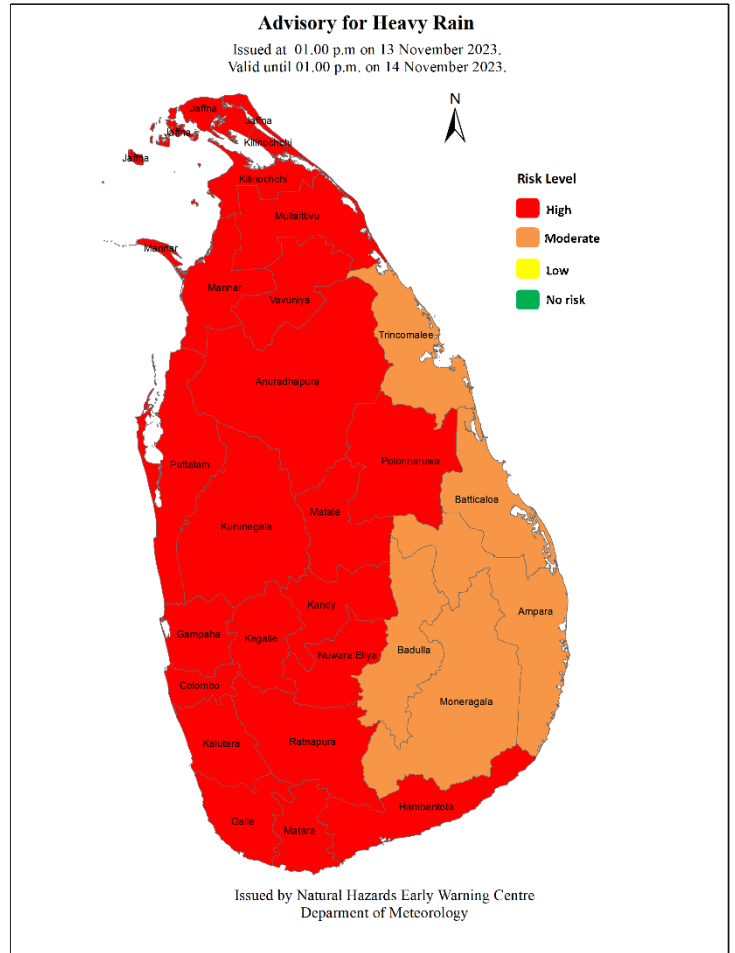 Advisory for Heavy Rain
Issued at 01.00 p.m on 13 November 2023.
Valid until 01.00 p.m. on 14 November 2023.
N
Jaffna
Jaffna
Jaffna
Kilinochchi
Jaffna
Kilinochchi
Risk Level
High
Mullaittivu
Moderate
Mannar
Low
Mannar
Vavuniya
No risk
Trincomalee
Anuradhapura
Puttalam
Polonnaruwa
Batticaloa
Matale
Kurunegala
Kandy
Ampara
Gampaha
Kegalle
Nuwara Eliya
Badulla
Colombo
Moneragala
Kalutara
Ratnapura
Hambantota
Galle
Matara
Issued by Natural Hazards Early Warning Centre
Deparment of Meteorology